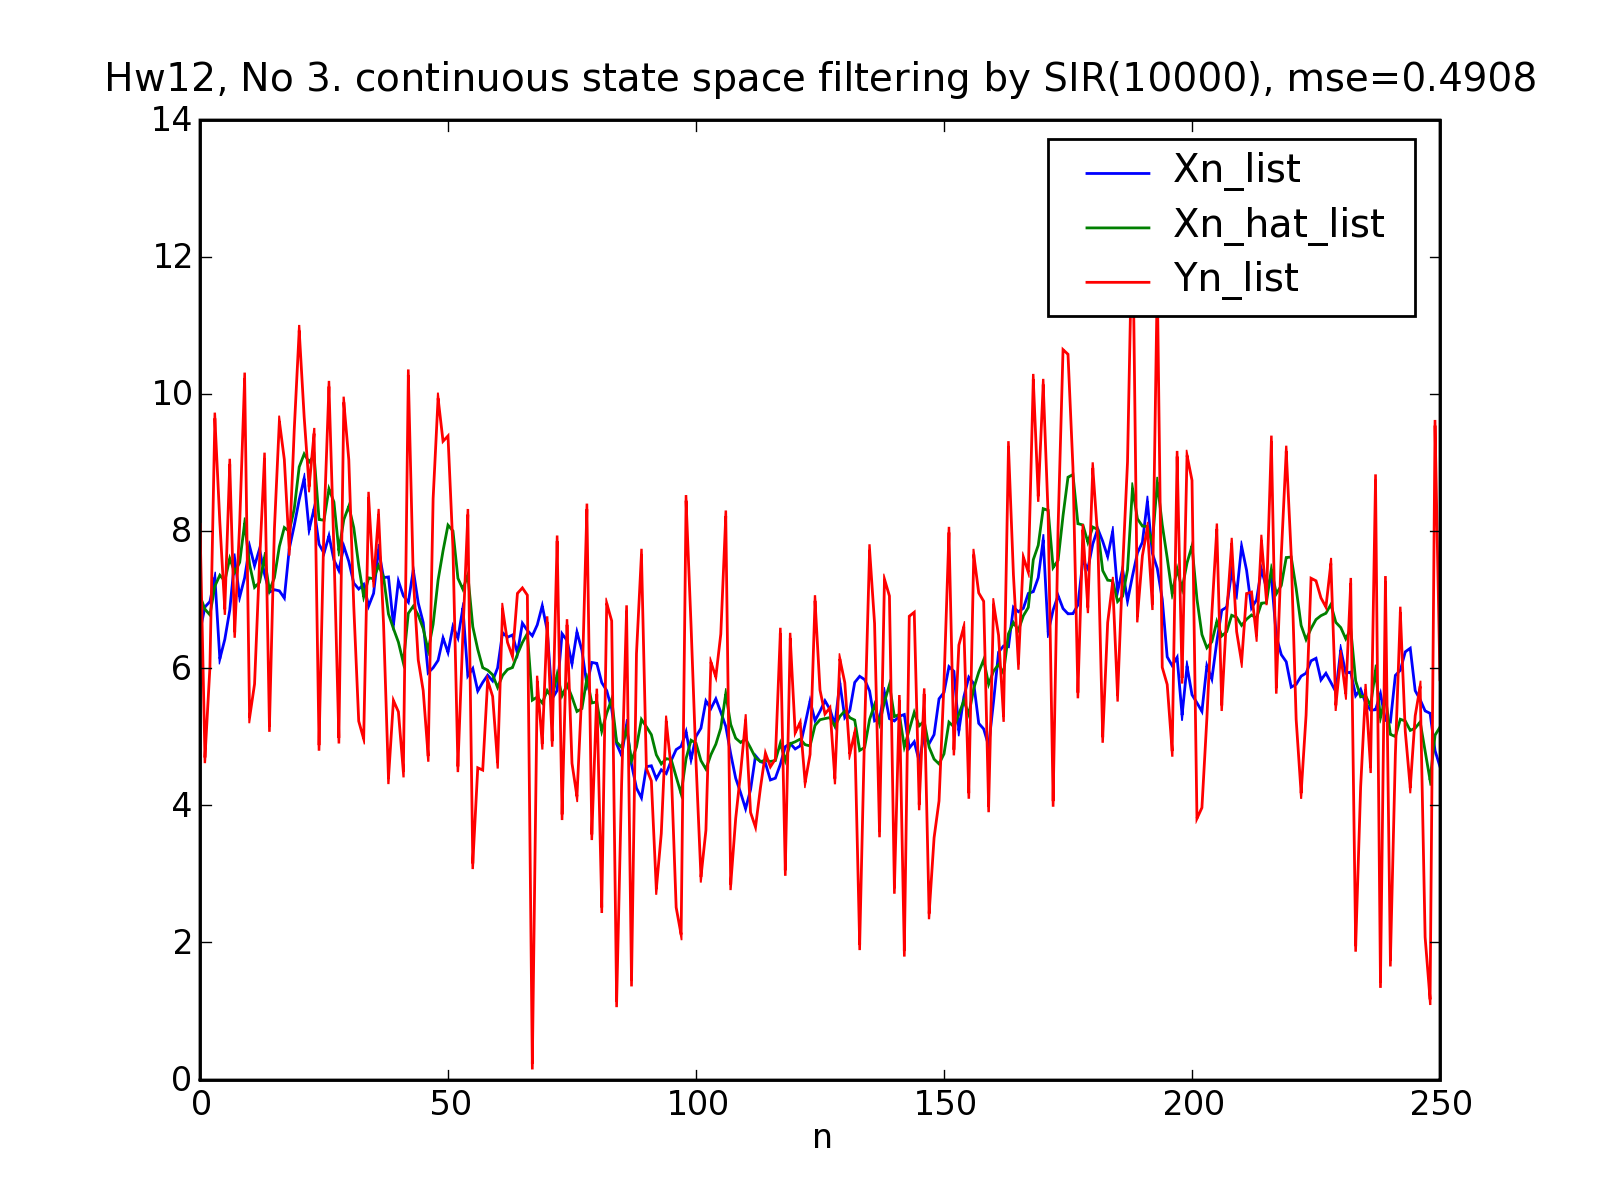 Hw12, No 3. continuous state space filtering by SIR(10000), mse=0.4908
14
12
10
8
6
4
2
0
Xn_list
Xn_hat_list
Yn_list
0 50 100 150 200 250
n